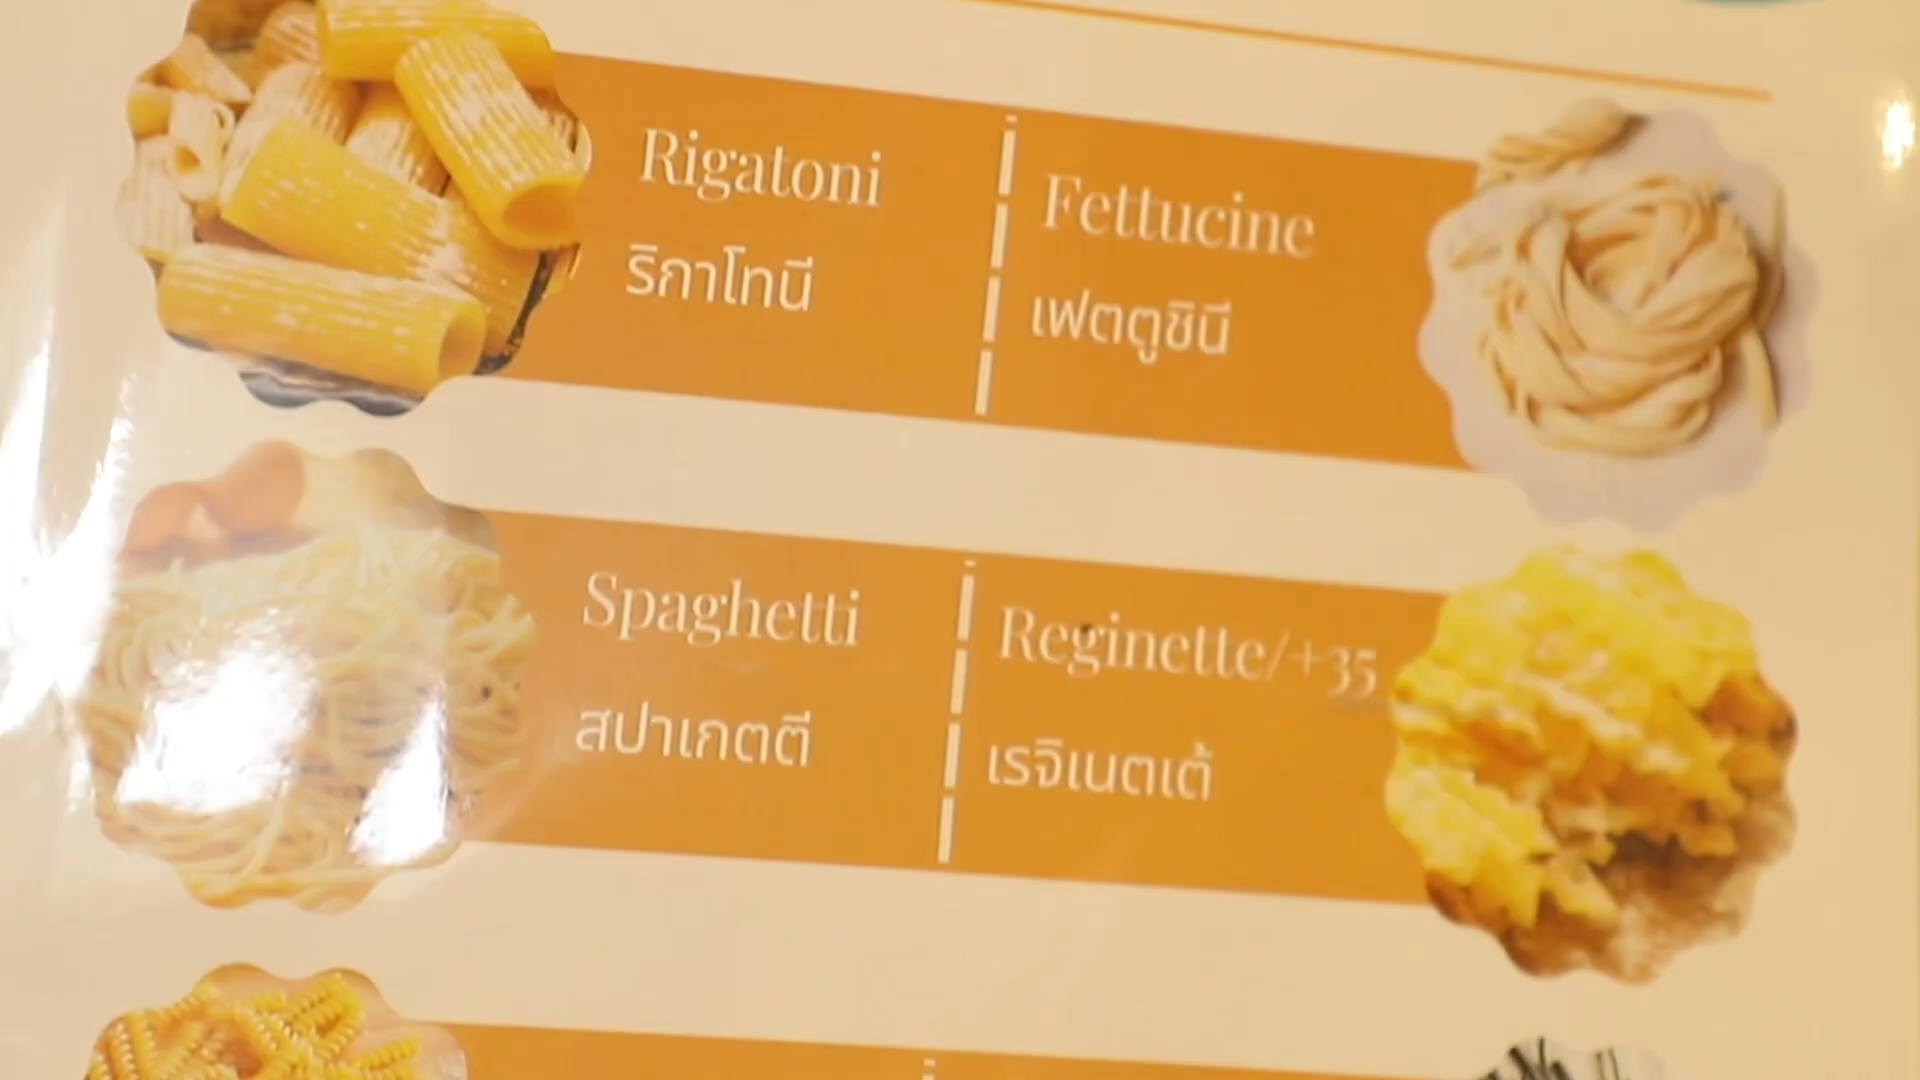 Rigatoni
ริกาโทนี
Fettucine
เฟตตูชินี
Spaghetti
สปาเกตตี
Reginette/+35
เรจิเนตเต้